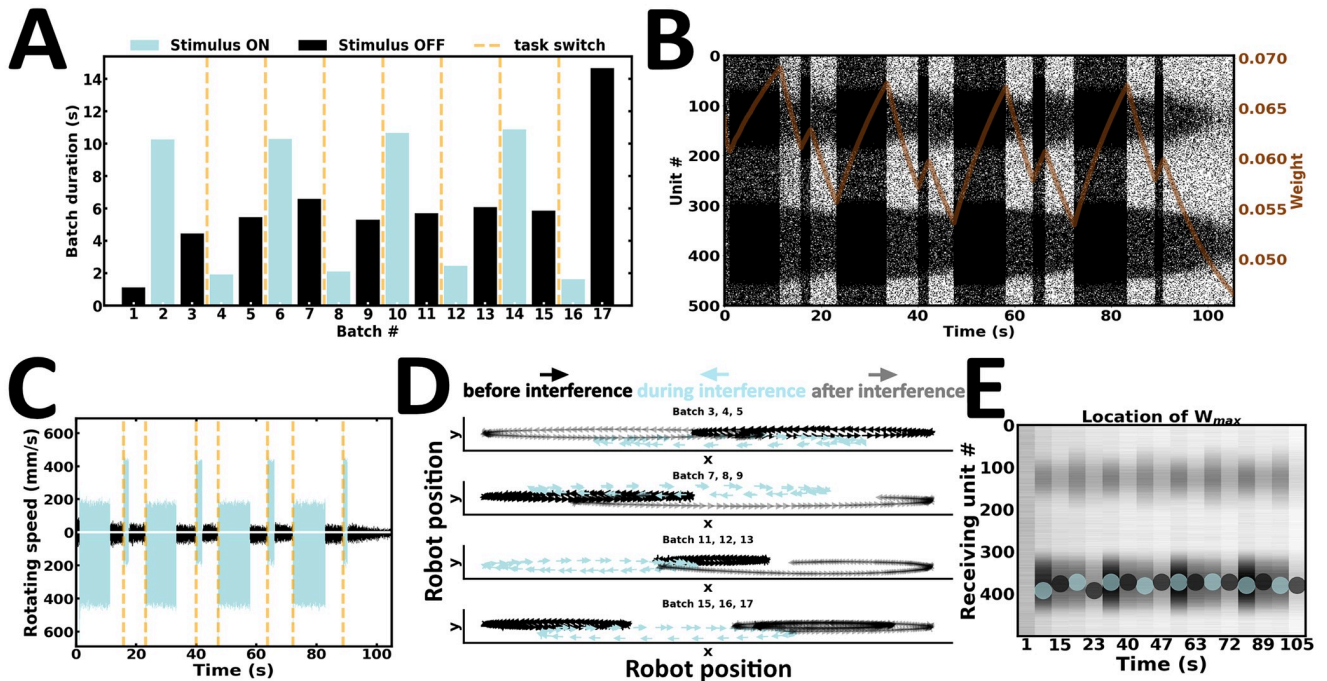 A
Stimulus ON
Stimulus OFF
task switch
Batch duration (s)
14
12
10
8
6
4
2
0
1 2 3 4 5 6 7 8 9 10 11 12 13 14 15 16 17
Batch #
B
Unit #
0
100
200
300
400
500
0 20 40 60 80 100
Time (s)
0.070
0.065
0.060
0.055
0.050
Weight
C
Rotating speed (mm/s)
600
400
200
0
200
400
600
0 20 40 60 80 100
Time (s)
D
before interference
during interference
after interference
Robot position
Batch 3, 4, 5
y
x
Batch 7, 8, 9
y
x
Batch 11, 12, 13
y
x
Batch 15, 16, 17
y
x
Robot position
E
Location of Wmax
Receiving unit #
0
100
200
300
400
1 15 23 40 47 63 72 89 105
Time (s)